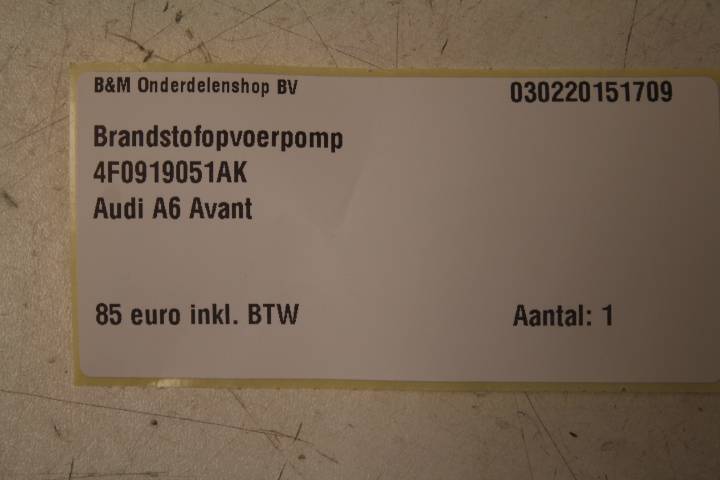 B&M Onderdelenshop BV
030220151709
Brandstofopvoerpomp
4F0919051AK
Audi A6 Avant
85 euro inkl. BTW
Aantal: 1